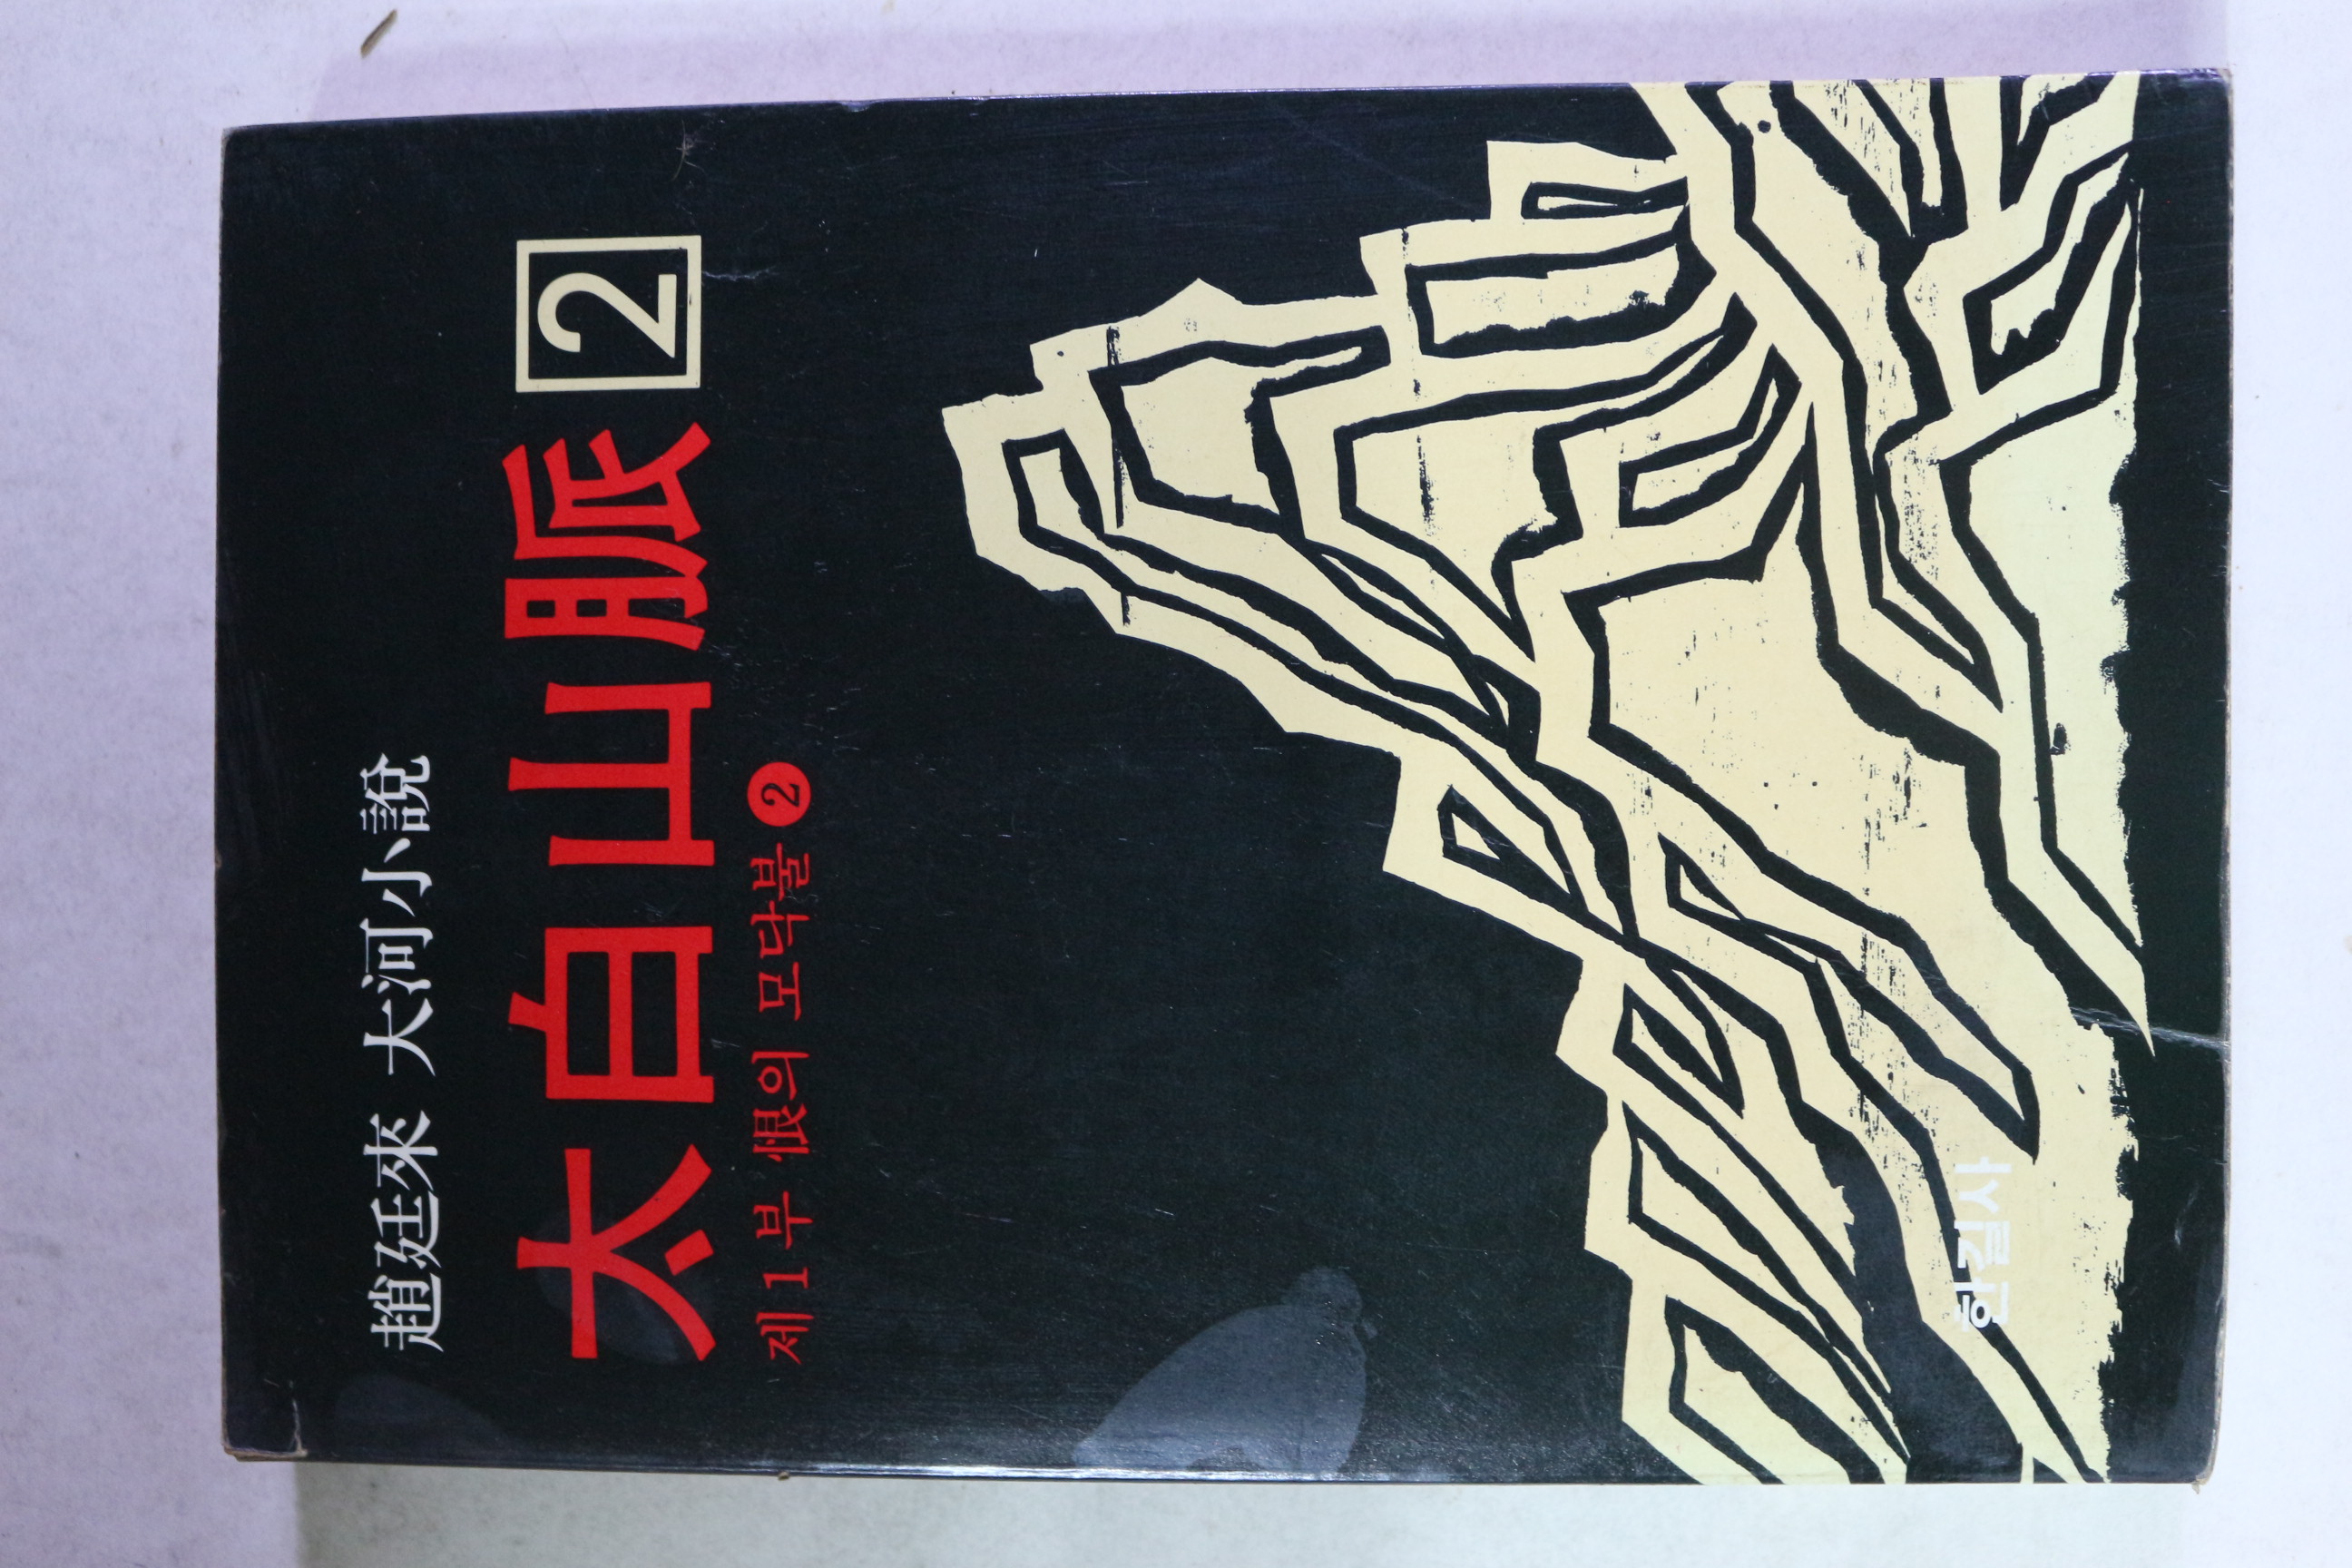 趙廷來 大河小說
太白山脈 2
제1부 恨의 모닥불 2
한길사